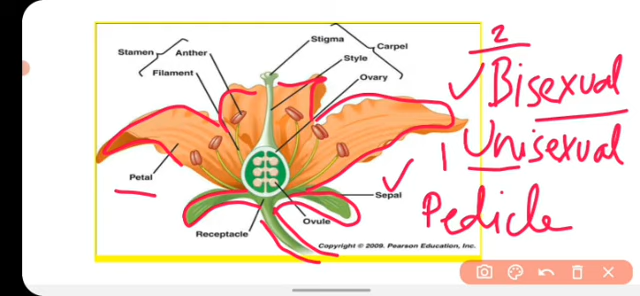 Stamen
Anther
Filament
Stigma
Style
Carpel
Ovary
Petal
Sepal
Ovule
Receptacle
Copyright © 2009. Pearson Education, Inc.
2
Bisexual
1 Unisexual
Pedicle